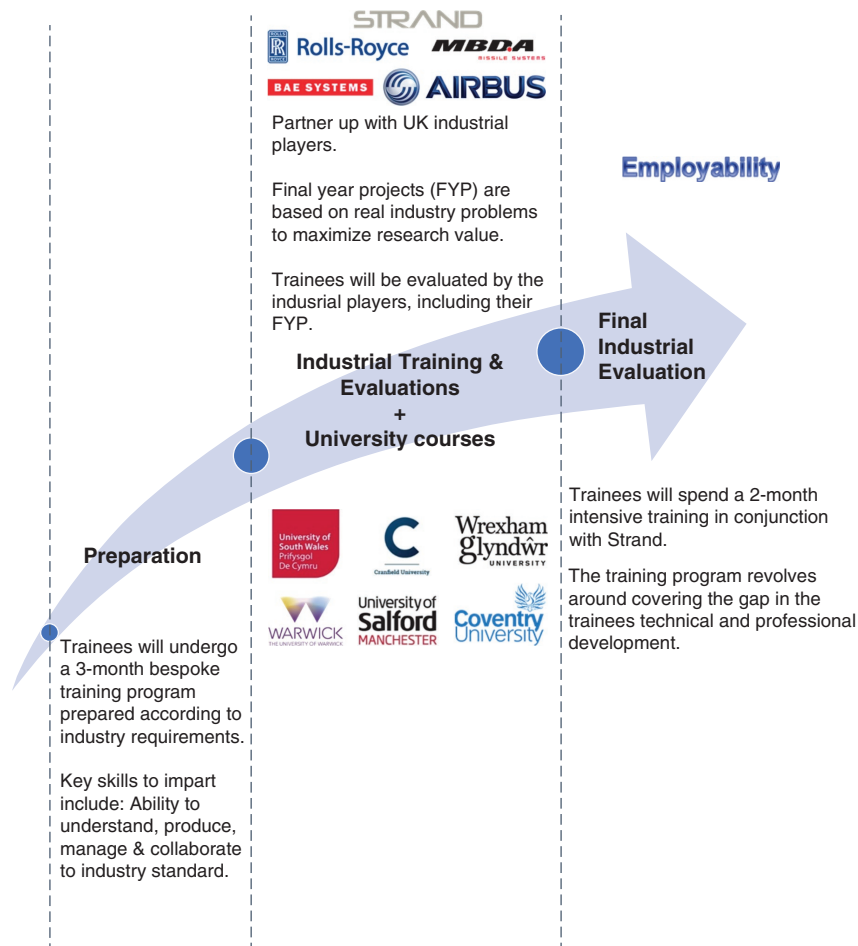 STRAND
ROLLS
RR
ROYCE
Rolls-Royce
MBDA
MISSILE SYSTEMS
BAE SYSTEMS
AIRBUS
Partner up with UK industrial
players.
Final year projects (FYP) are
based on real industry problems
to maximize research value.
Trainees will be evaluated by the
indusrial players, including their
FYP.
Employability
Final
Industrial
Evaluation
Industrial Training &
Evaluations
+
University courses
Preparation
University of
South Wales
Prifysgol
De Cymru
C
Cranfield University
Wrexham
glyndŵr
UNIVERSITY
WARWICK
THE UNIVERSITY OF WARWICK
University of
Salford
MANCHESTER
Coventry
University
Trainees will spend a 2-month
intensive training in conjunction
with Strand.
The training program revolves
around covering the gap in the
trainees technical and professional
development.
Trainees will undergo
a 3-month bespoke
training program
prepared according to
industry requirements.
Key skills to impart
include: Ability to
understand, produce,
manage & collaborate
to industry standard.